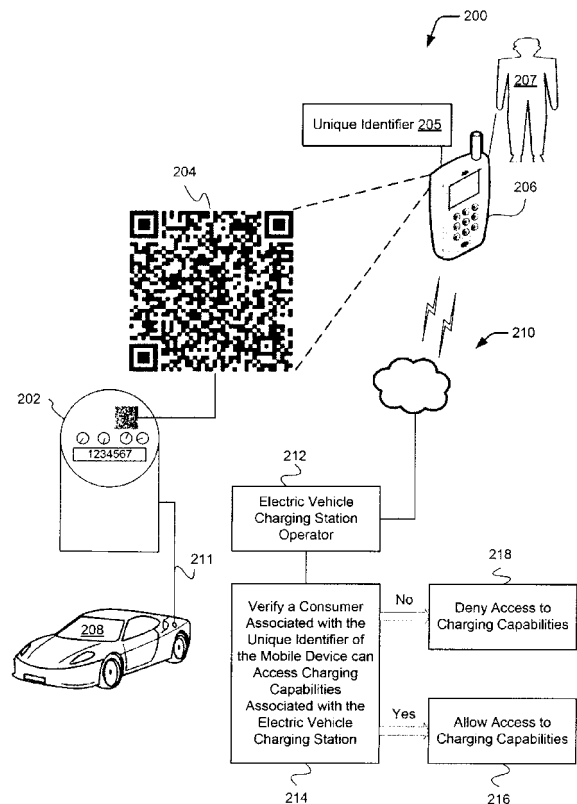 200
207
Unique Identifier 205
204
206
210
202
1234567
212
Electric Vehicle
Charging Station
Operator
211
218
208
Verify a Consumer
Associated with the
Unique Identifier of
the Mobile Device can
Access Charging
Capabilities
Associated with the
Electric Vehicle
Charging Station
No
Deny Access to
Charging Capabilities
Yes
Allow Access to
Charging Capabilities
214
216